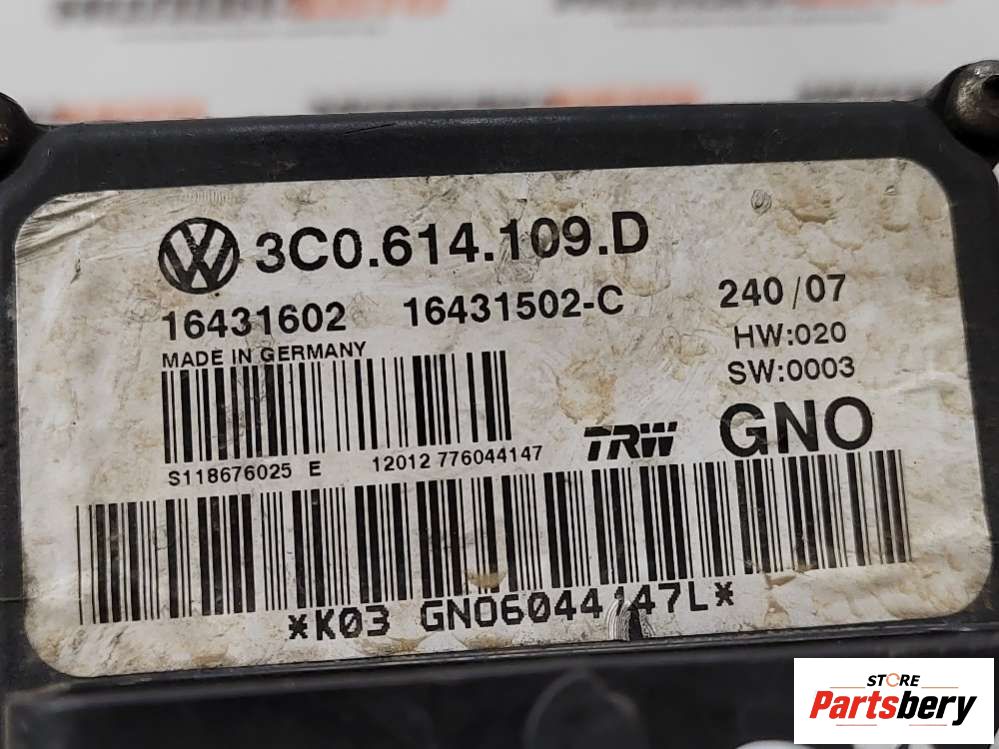 3C0.614.109.D
16431602 16431502-C 240/07
MADE IN GERMANY HW:020
SW:0003
TRW GNO
S118676025 E 12012 776044147
*K03 GNO6044147L*
STORE
Partsbery